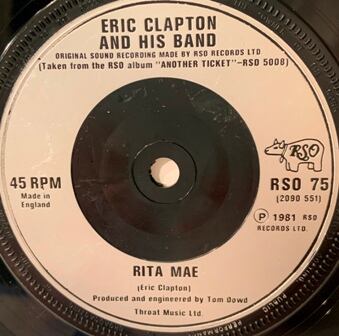 ERIC CLAPTON
AND HIS BAND
ORIGINAL SOUND RECORDING MADE BY RSO RECORDS LTD
(Taken from the RSO album "ANOTHER TICKET"-RSD 5008)
RSO
45 RPM
Made in
England
RSO 75
(2090 551)
Ⓟ 1981 RSO
RECORDS LTD.
RITA MAE
(Eric Clapton)
Produced and engineered by Tom Dowd
Throat Music Ltd.